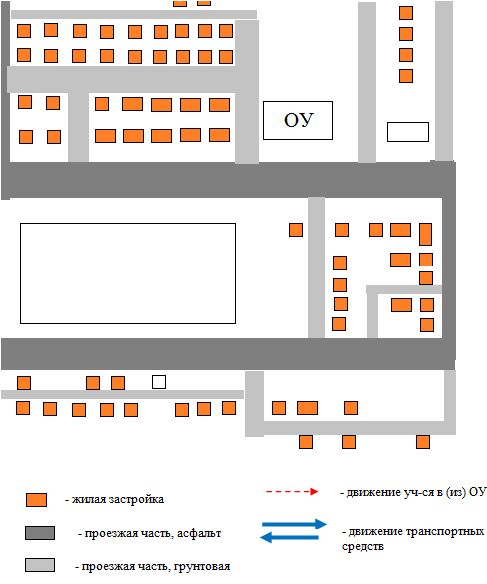 ОУ
- жилая застройка
- проезжая часть, асфальт
- проезжая часть, грунтовая
- движение уч-ся в (из) ОУ
- движение транспортных
средств